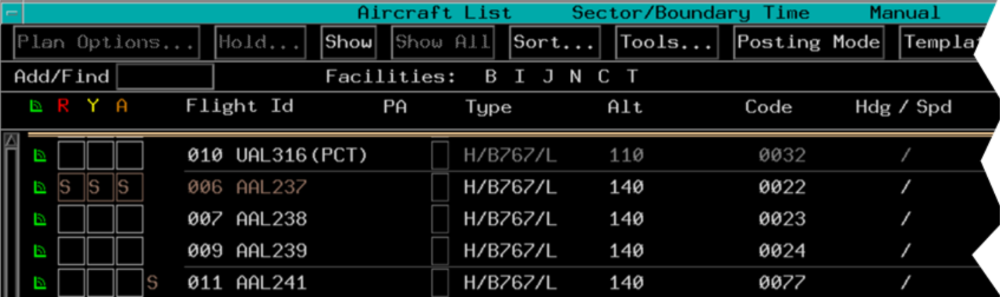 Aircraft List Sector/Boundary Time Manual
Plan Options... Hold... Show Show All Sort... Tools... Posting Mode Templa
Add/Find Facilities: B I J N C T
R Y A Flight Id PA Type Alt Code Hdg / Spd
010 UAL316(PCT) H/B767/L 110 0032 /
S S S 006 AAL237 H/B767/L 140 0022 /
007 AAL238 H/B767/L 140 0023 /
009 AAL239 H/B767/L 140 0024 /
S 011 AAL241 H/B767/L 140 0077 /